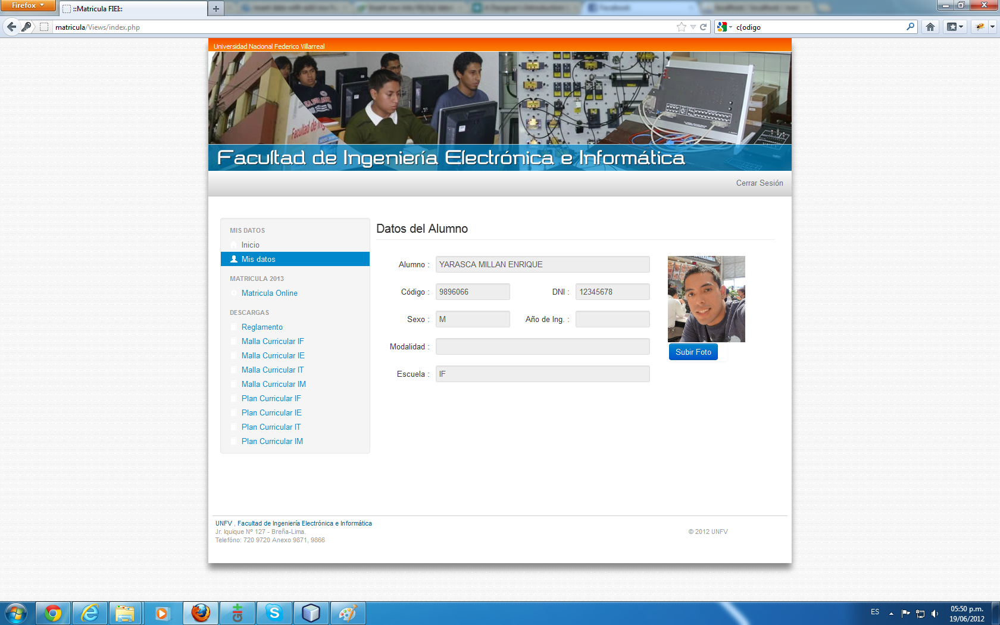 Firefox
::Matricula FIEI::
matricula/Views/index.php
c{odigo
Universidad Nacional Federico Villarreal
Facultad de Ingeniería Electrónica e Informática
Cerrar Sesión
MIS DATOS
Inicio
Mis datos
MATRICULA 2013
Matricula Online
DESCARGAS
Reglamento
Malla Curricular IF
Malla Curricular IE
Malla Curricular IT
Malla Curricular IM
Plan Curricular IF
Plan Curricular IE
Plan Curricular IT
Plan Curricular IM
Datos del Alumno
Alumno : YARASCA MILLAN ENRIQUE
Código : 9896066 DNI : 12345678
Sexo : M Año de Ing. :
Modalidad :
Escuela : IF
Subir Foto
UNFV , Facultad de Ingeniería Electrónica e Informática
Jr. Iquique Nº 127 - Breña-Lima.
Telefóno: 720 9720 Anexo 9871, 9866
© 2012 UNFV
ES
05:50 p.m.
19/06/2012